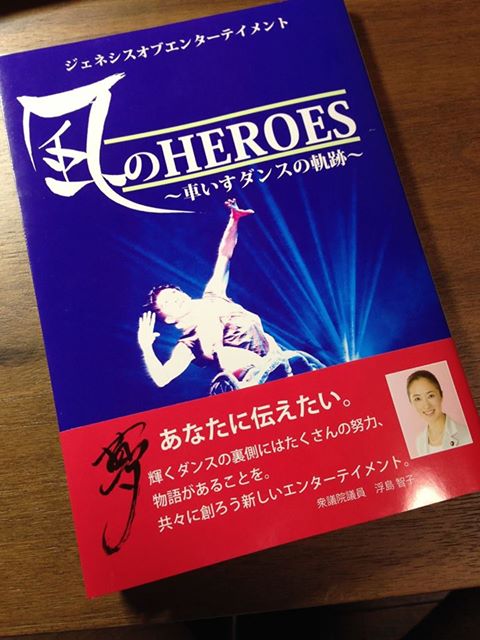 ジェネシスオブエンターテイメント
風のHEROES
～車いすダンスの軌跡～
夢
あなたに伝えたい。
輝くダンスの裏側にはたくさんの努力、
物語があることを。
共々に創ろう新しいエンターテイメント。
衆議院議員 浮島 智子